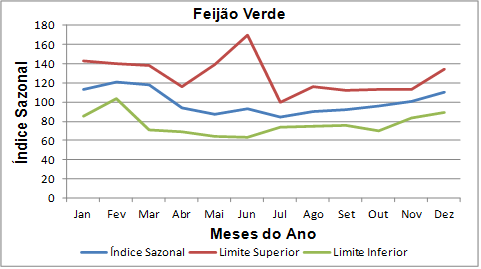 Feijão Verde
Índice Sazonal
180
160
140
120
100
80
60
40
20
0
Jan Fev Mar Abr Mai Jun Jul Ago Set Out Nov Dez
Meses do Ano
Índice Sazonal Limite Superior Limite Inferior